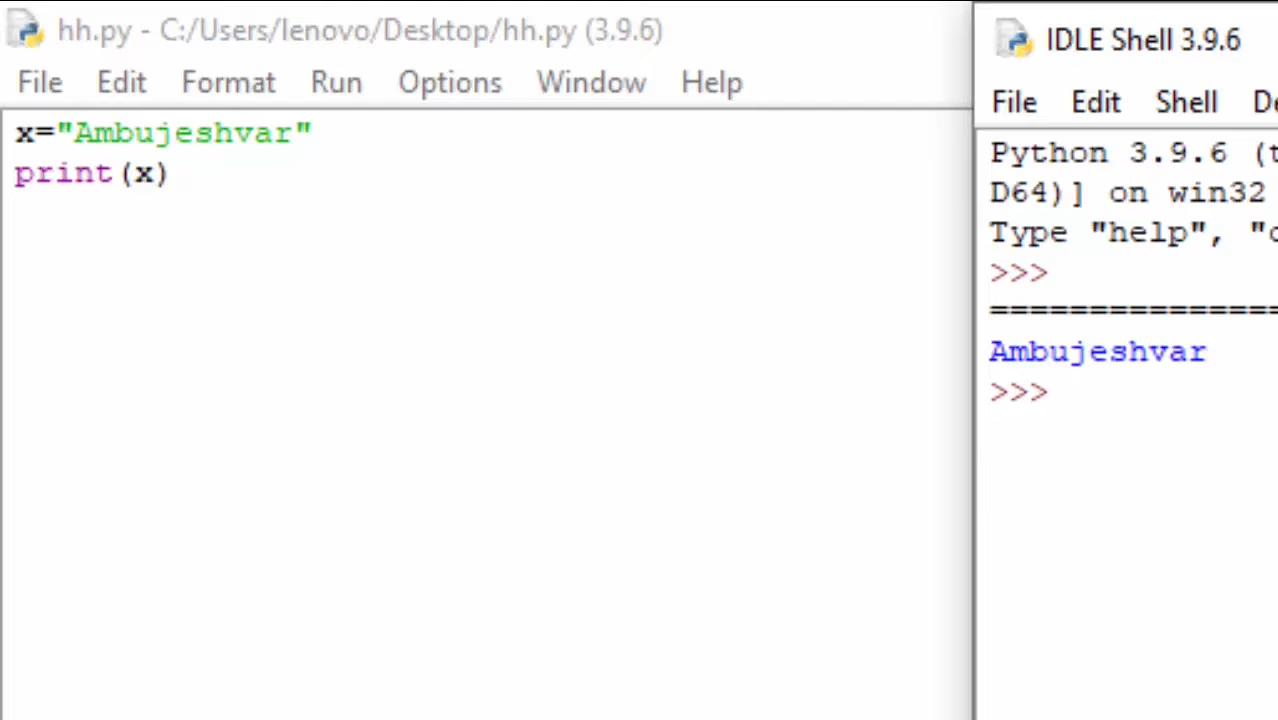 hh.py - C:/Users/lenovo/Desktop/hh.py (3.9.6)
File Edit Format Run Options Window Help
x="Ambujeshvar"
print(x)
IDLE Shell 3.9.6
File Edit Shell
Python 3.9.6 (t
D64)] on win32
Type "help", "c
>>>
===============
Ambujeshvar
>>>